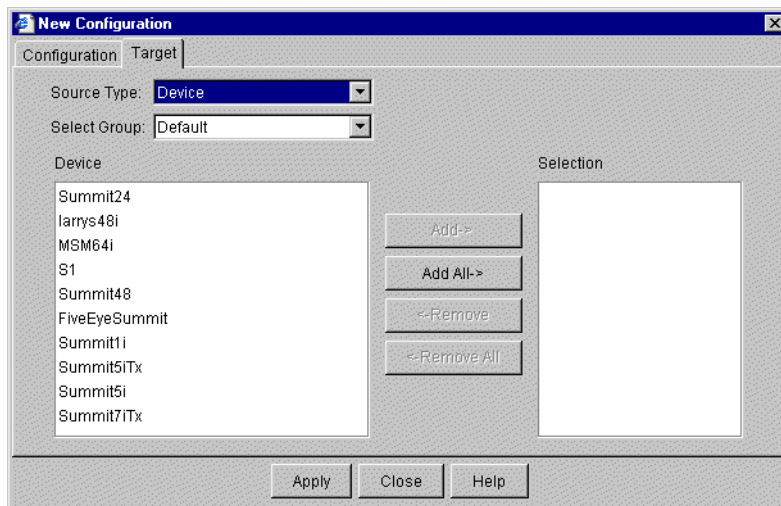 New Configuration
Configuration Target
Source Type: Device
Select Group: Default
Device
Selection
Summit24
larrys48i
MSM64i
S1
Summit48
FiveEyeSummit
Summit1i
Summit5iTx
Summit5i
Summit7iTx
Add->
Add All->
<-Remove
<-Remove All
Apply Close Help